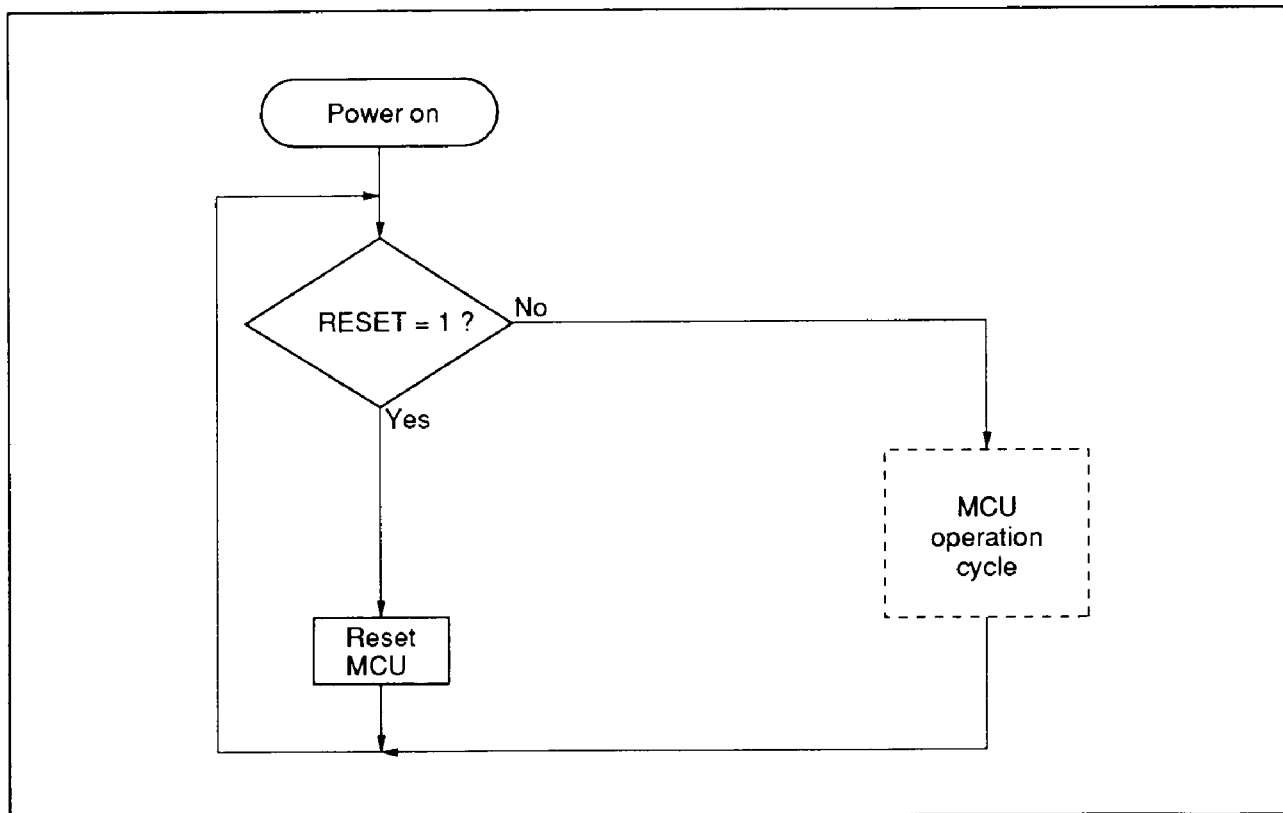 Power on
RESET = 1 ?
No
Yes
MCU
operation
cycle
Reset
MCU